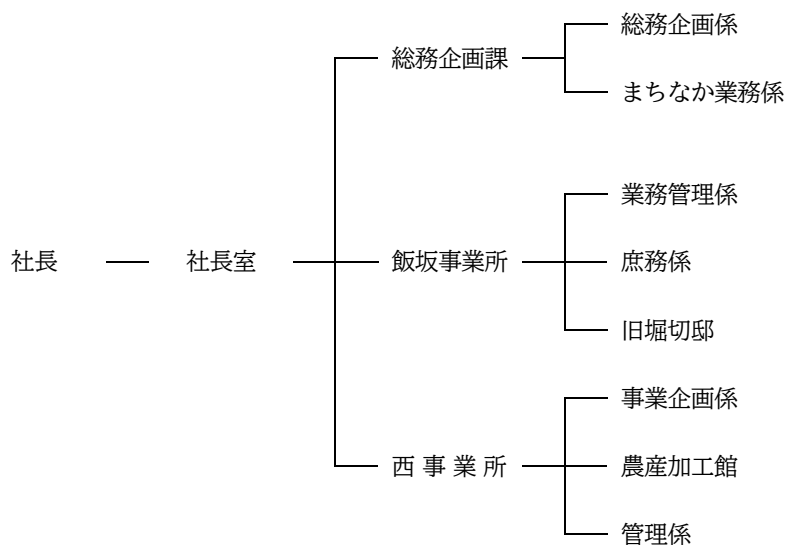 総務企画係
総務企画課
まちなか業務係
業務管理係
社長 社長室 飯坂事業所 庶務係
旧堀切邸
事業企画係
西事業所 農産加工館
管理係